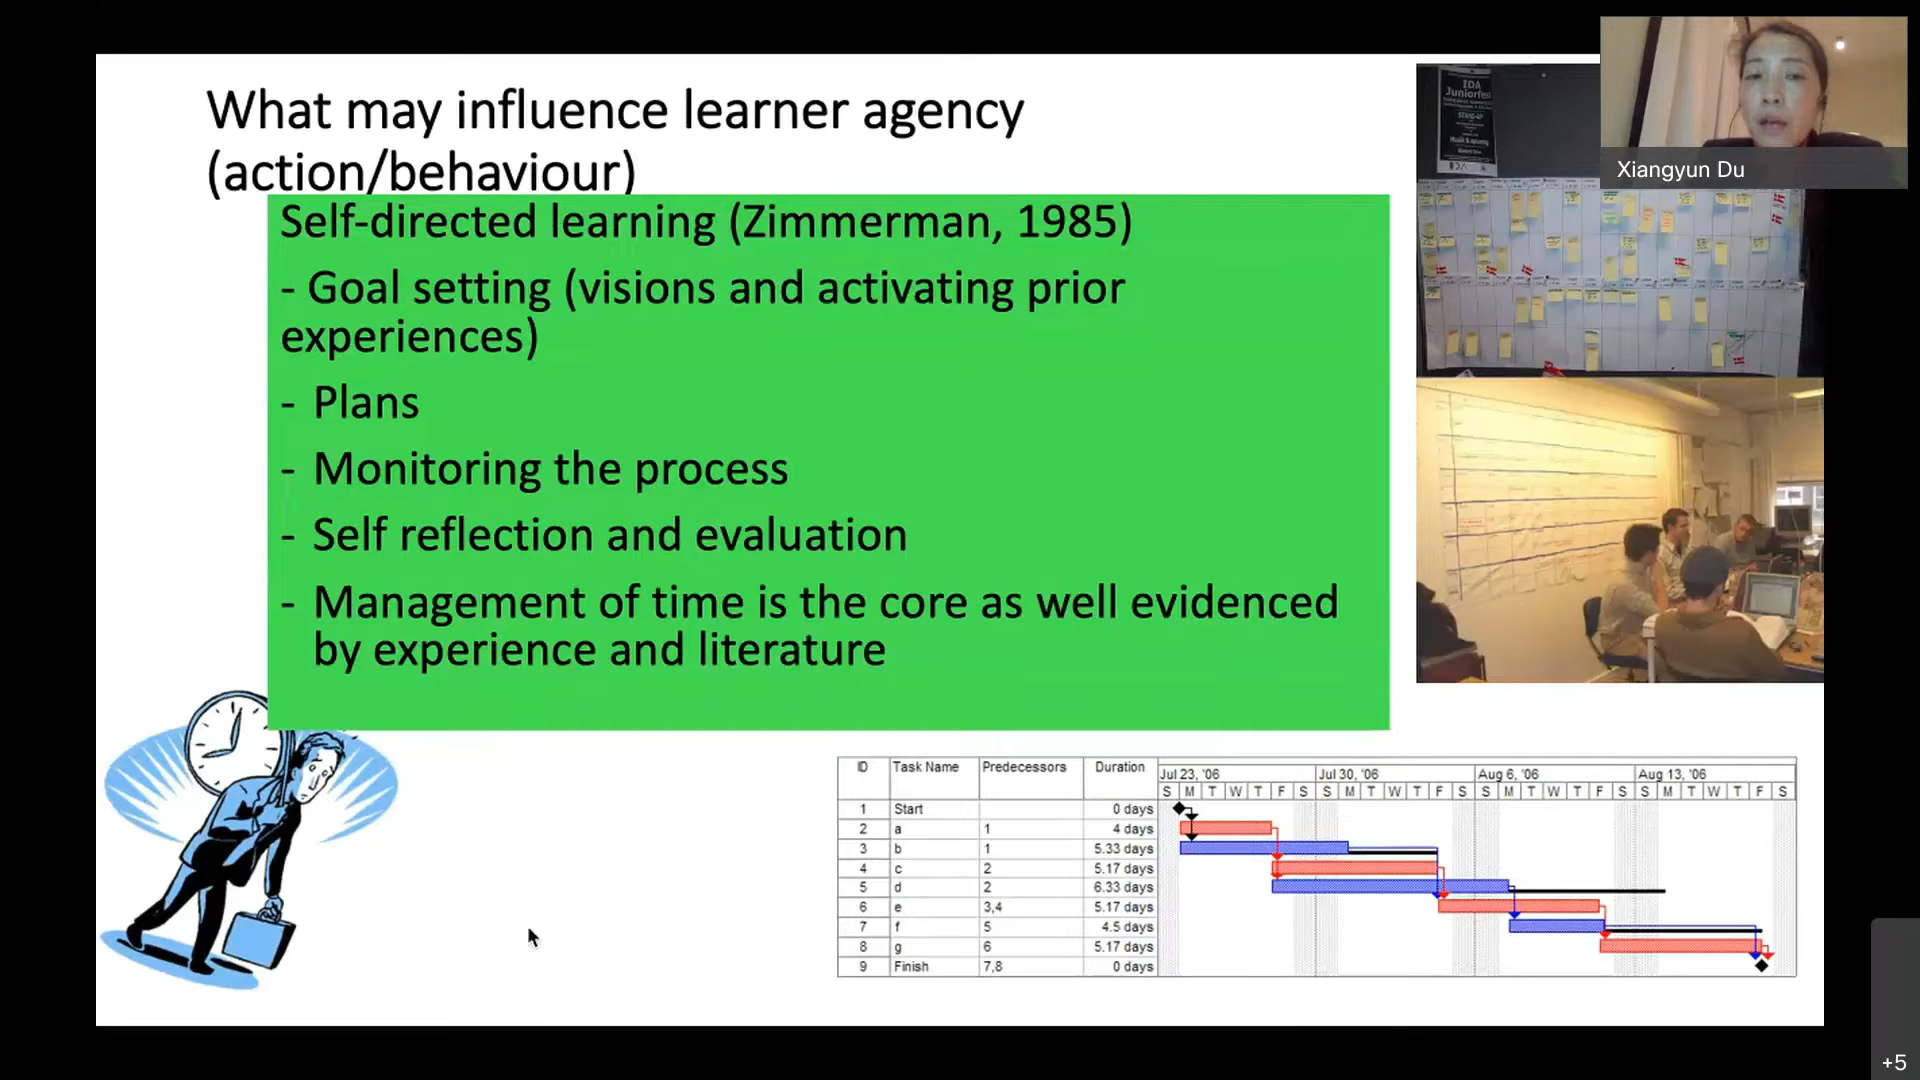 What may influence learner agency
(action/behaviour)
Self-directed learning (Zimmerman, 1985)
- Goal setting (visions and activating prior
experiences)
- Plans
- Monitoring the process
- Self reflection and evaluation
- Management of time is the core as well evidenced
by experience and literature
IDA
Juniorfest
STAND-UP
Xiangyun Du
ID Task Name Predecessors Duration Jul 23, '06 Jul 30, '06 Aug 6, '06 Aug 13, '06
S M T W T F S S M T W T F S S M T W T F S S M T W T F S
1 Start 0 days
2 a 1 4 days
3 b 1 5.33 days
4 c 2 5.17 days
5 d 2 6.33 days
6 e 3,4 5.17 days
7 f 5 4.5 days
8 g 6 5.17 days
9 Finish 7,8 0 days
+5